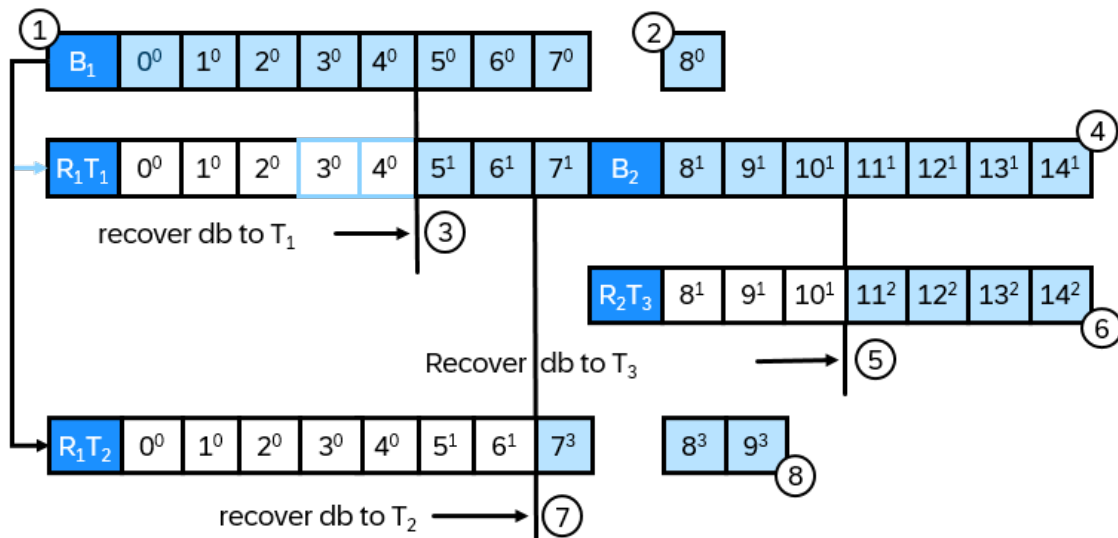 1 2
B₁ 0⁰ 1⁰ 2⁰ 3⁰ 4⁰ 5⁰ 6⁰ 7⁰ 8⁰
4
R₁T₁ 0⁰ 1⁰ 2⁰ 3⁰ 4⁰ 5¹ 6¹ 7¹ B₂ 8¹ 9¹ 10¹ 11¹ 12¹ 13¹ 14¹
recover db to T₁ 3
R₂T₃ 8¹ 9¹ 10¹ 11² 12² 13² 14²
6
Recover db to T₃ 5
R₁T₂ 0⁰ 1⁰ 2⁰ 3⁰ 4⁰ 5¹ 6¹ 7³ 8³ 9³
8
recover db to T₂ 7